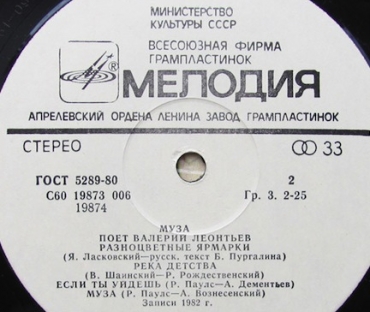 МИНИСТЕРСТВО
КУЛЬТУРЫ СССР
ВСЕСОЮЗНАЯ ФИРМА
ГРАМПЛАСТИНОК
® МЕЛОДИЯ
АПРЕЛЕВСКИЙ ОРДЕНА ЛЕНИНА ЗАВОД ГРАМПЛАСТИНОК
СТЕРЕО 33
ГОСТ 5289-80 2
С60 19873 006 Гр. 3. 2-25
19874
МУЗА
ПОЕТ ВАЛЕРИЙ ЛЕОНТЬЕВ
РАЗНОЦВЕТНЫЕ ЯРМАРКИ
(Я. Ласковский—русск. текст Б. Пургалина)
РЕКА ДЕТСТВА
(В. Шаинский—Р. Рождественский)
ЕСЛИ ТЫ УЙДЕШЬ (Р. Паулс—А. Дементьев)
МУЗА (Р. Паулс—А. Вознесенский)
Записи 1982 г.